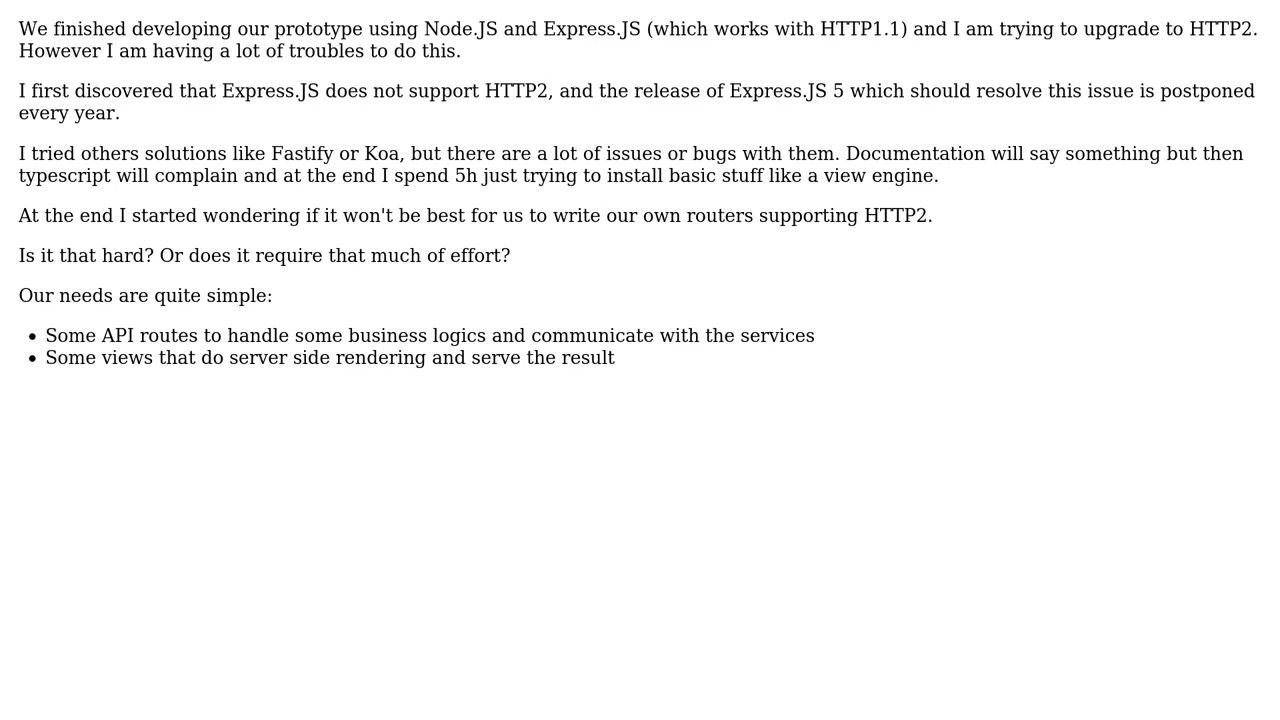 We finished developing our prototype using Node.JS and Express.JS (which works with HTTP1.1) and I am trying to upgrade to HTTP2.
However I am having a lot of troubles to do this.
I first discovered that Express.JS does not support HTTP2, and the release of Express.JS 5 which should resolve this issue is postponed
every year.
I tried others solutions like Fastify or Koa, but there are a lot of issues or bugs with them. Documentation will say something but then
typescript will complain and at the end I spend 5h just trying to install basic stuff like a view engine.
At the end I started wondering if it won't be best for us to write our own routers supporting HTTP2.
Is it that hard? Or does it require that much of effort?
Our needs are quite simple:
• Some API routes to handle some business logics and communicate with the services
• Some views that do server side rendering and serve the result